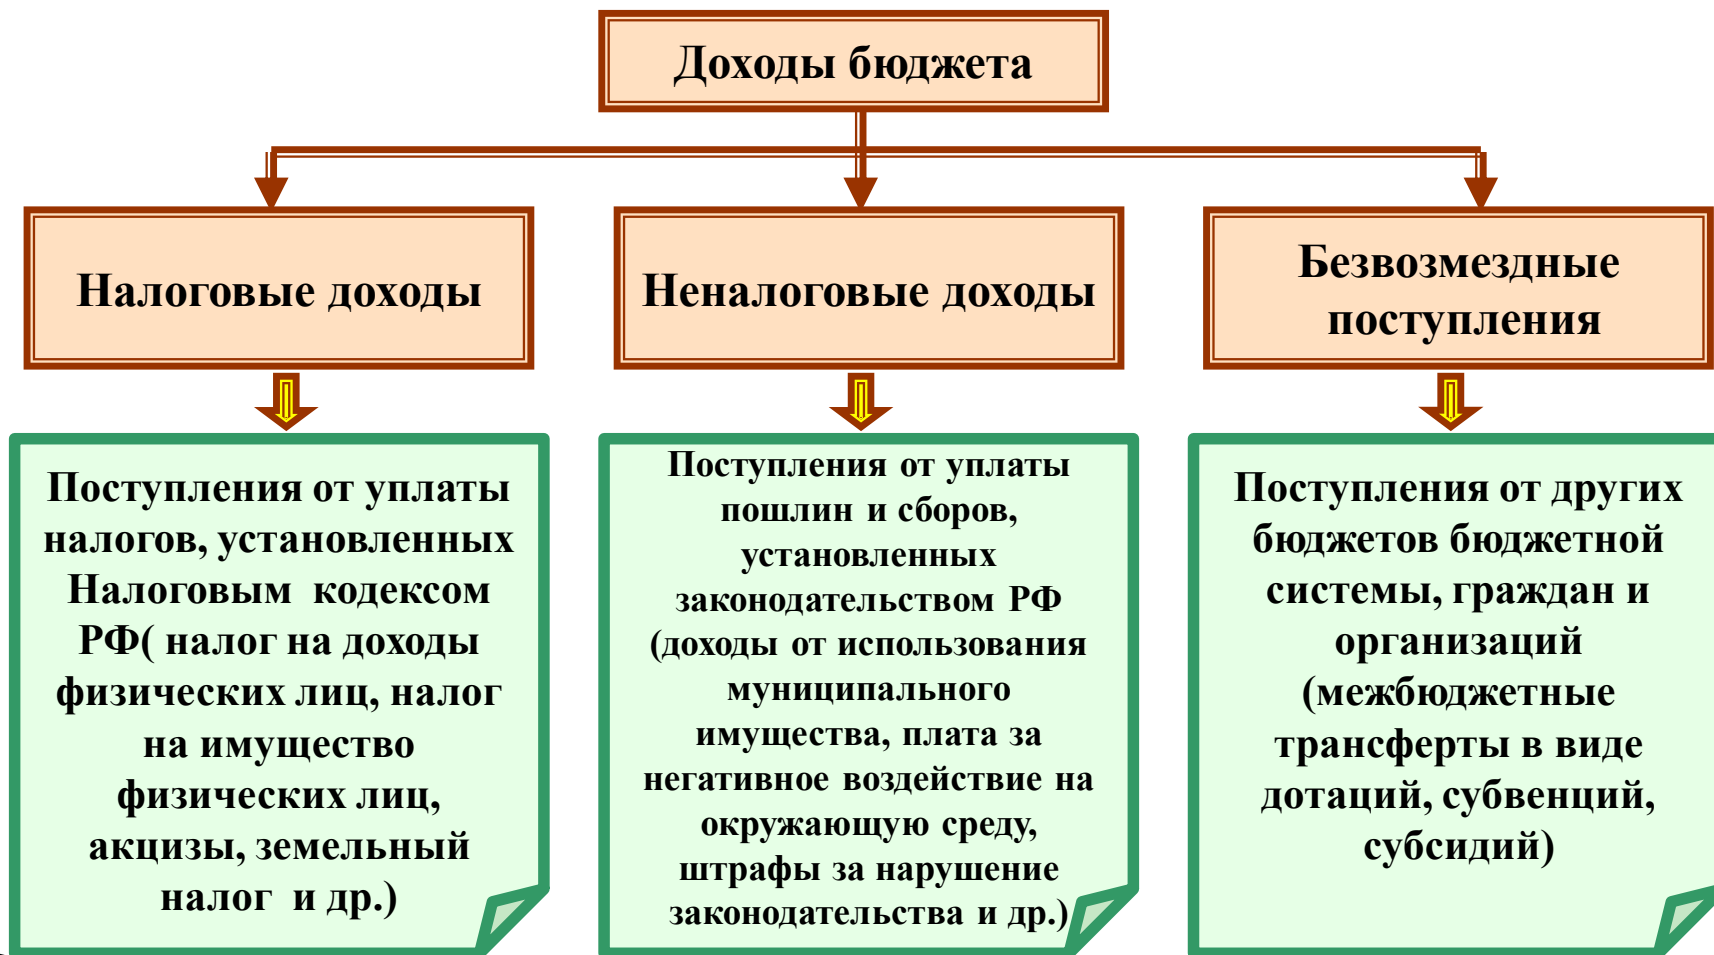 Доходы бюджета
Налоговые доходы
Неналоговые доходы
Безвозмездные
поступления
Поступления от уплаты
налогов, установленных
Налоговым кодексом
РФ( налог на доходы
физических лиц, налог
на имущество
физических лиц,
акцизы, земельный
налог и др.)
Поступления от уплаты
пошлин и сборов,
установленных
законодательством РФ
(доходы от использования
муниципального
имущества, плата за
негативное воздействие на
окружающую среду,
штрафы за нарушение
законодательства и др.)
Поступления от других
бюджетов бюджетной
системы, граждан и
организаций
(межбюджетные
трансферты в виде
дотаций, субвенций,
субсидий)